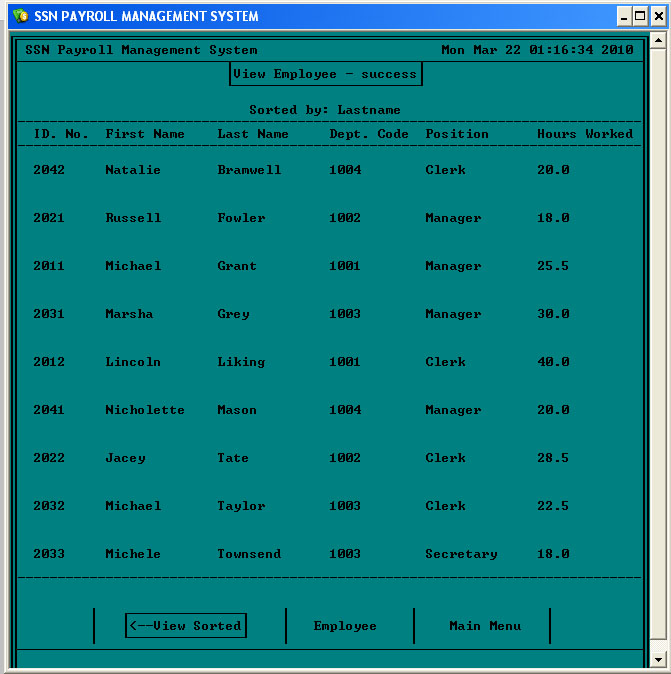 SSN PAYROLL MANAGEMENT SYSTEM
SSN Payroll Management System Mon Mar 22 01:16:34 2010
View Employee - success
Sorted by: Lastname
ID. No. First Name Last Name Dept. Code Position Hours Worked
2042 Natalie Bramwell 1004 Clerk 20.0
2021 Russell Fowler 1002 Manager 18.0
2011 Michael Grant 1001 Manager 25.5
2031 Marsha Grey 1003 Manager 30.0
2012 Lincoln Liking 1001 Clerk 40.0
2041 Nicholette Mason 1004 Manager 20.0
2022 Jacey Tate 1002 Clerk 28.5
2032 Michael Taylor 1003 Clerk 22.5
2033 Michele Townsend 1003 Secretary 18.0
<--View Sorted Employee Main Menu